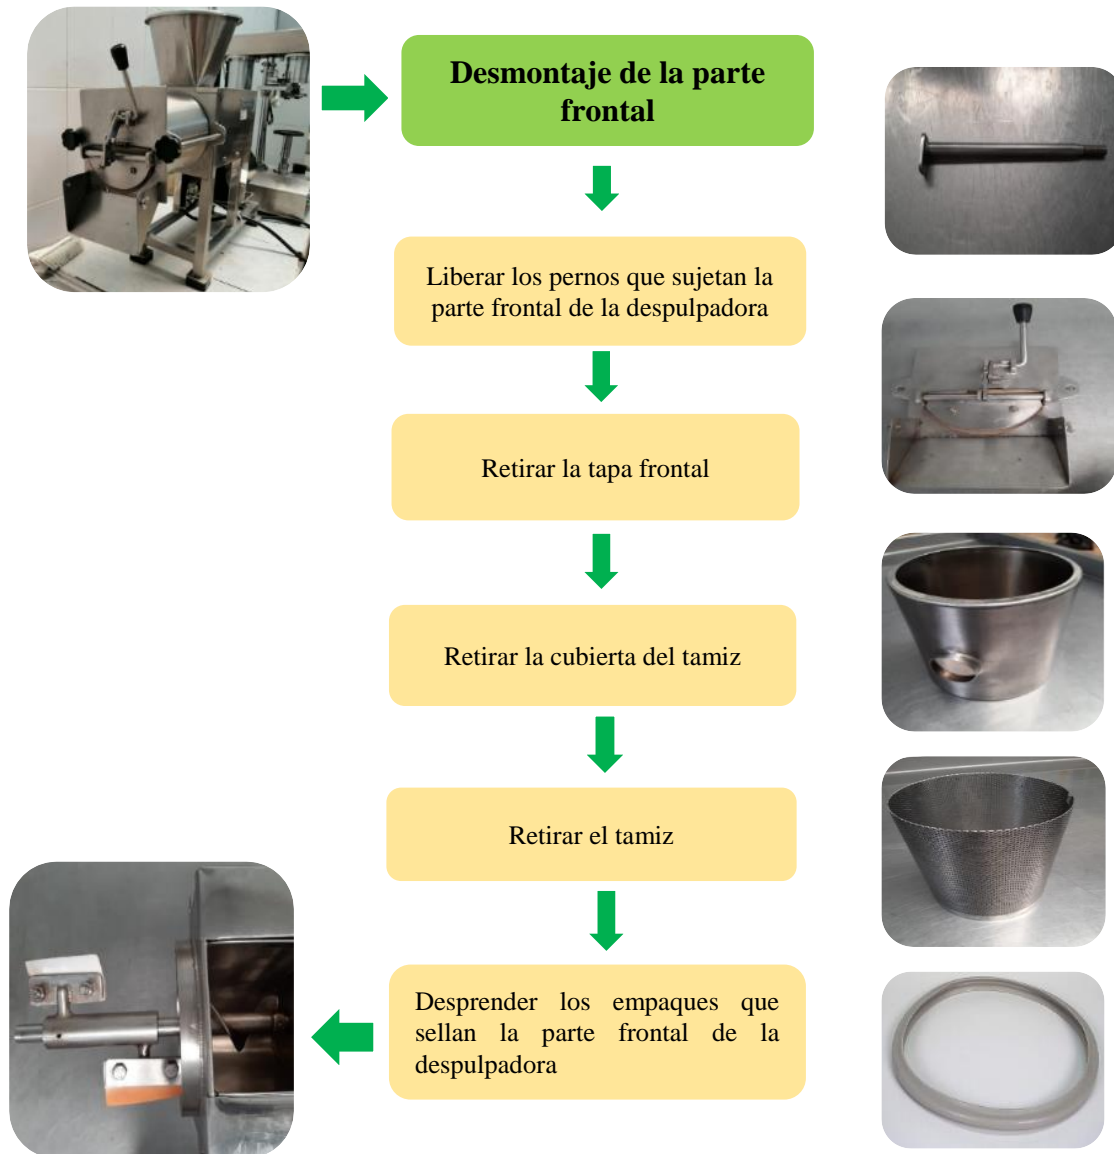 Desmontaje de la parte
frontal
Liberar los pernos que sujetan la
parte frontal de la despulpadora
Retirar la tapa frontal
Retirar la cubierta del tamiz
Retirar el tamiz
Desprender los empaques que
sellan la parte frontal de la
despulpadora